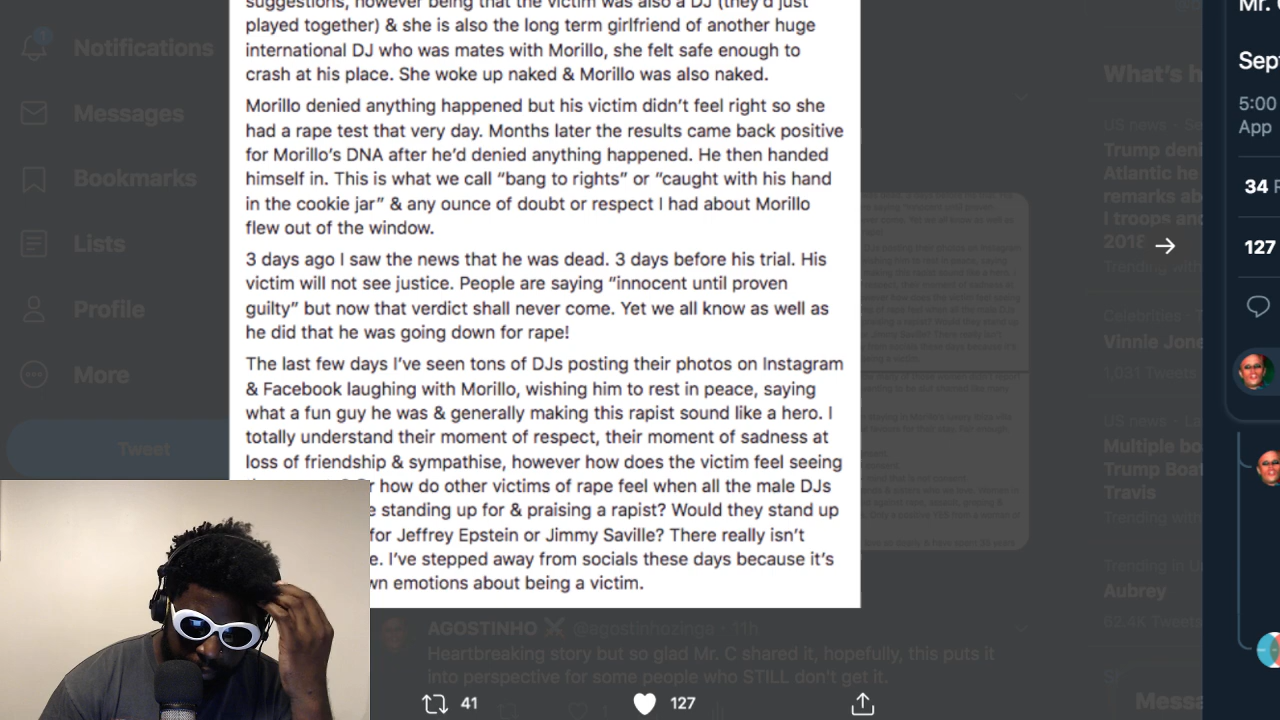 suggestions, however being that the victim was also a DJ (they'd just
played together) & she is also the long term girlfriend of another huge
international DJ who was mates with Morillo, she felt safe enough to
crash at his place. She woke up naked & Morillo was also naked.
Morillo denied anything happened but his victim didn't feel right so she
had a rape test that very day. Months later the results came back positive
for Morillo's DNA after he'd denied anything happened. He then handed
himself in. This is what we call "bang to rights" or "caught with his hand
in the cookie jar" & any ounce of doubt or respect I had about Morillo
flew out of the window.
3 days ago I saw the news that he was dead. 3 days before his trial. His
victim will not see justice. People are saying "innocent until proven
guilty" but now that verdict shall never come. Yet we all know as well as
he did that he was going down for rape!
The last few days I've seen tons of DJs posting their photos on Instagram
& Facebook laughing with Morillo, wishing him to rest in peace, saying
what a fun guy he was & generally making this rapist sound like a hero. I
totally understand their moment of respect, their moment of sadness at
loss of friendship & sympathise, however how does the victim feel seeing
how do other victims of rape feel when all the male DJs
standing up for & praising a rapist? Would they stand up
for Jeffrey Epstein or Jimmy Saville? There really isn't
I've stepped away from socials these days because it's
emotions about being a victim.
Notifications
Messages
Bookmarks
Lists
Profile
More
Tweet
AGOSTINHO @agostinhozinga · 11h
Heartbreaking story but so glad Mr. C shared it, hopefully, this puts it
into perspective for some people who STILL don't get it.
41
127
What's h
US news · Se
Trump deni
Atlantic he
remarks ab
l troops an
2018
Trending with
Celebrities · T
Vinnie Jone
1,031 Tweets
US news · La
Multiple bo
Trump Boa
Travis
Trending with
Trending in Un
Aubrey
62.4K Tweets
Messa
Mr.
Sept
5:00
App
34
127